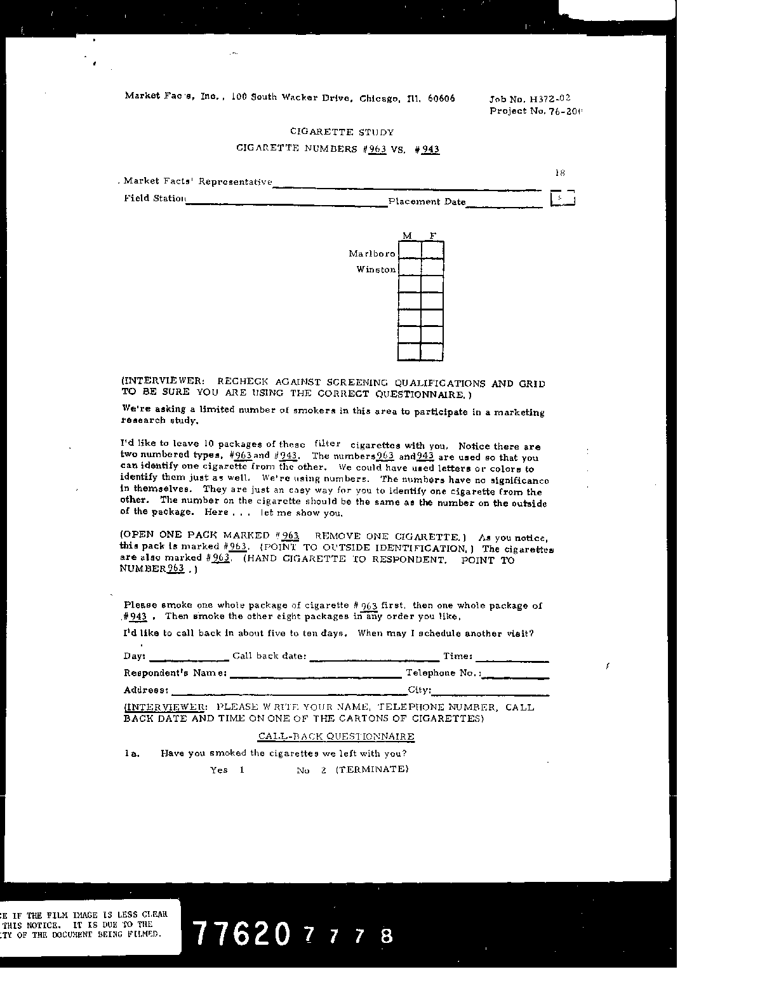 Market Facts, Inc., 100 South Wacker Drive, Chicago, Ill. 60606
Job No. H372-02
Project No. 76-200
CIGARETTE STUDY
CIGARETTE NUMBERS #963 VS. #943
18
Market Facts' Representative
Field Station Placement Date
M F
Marlboro
Winston
(INTERVIEWER: RECHECK AGAINST SCREENING QUALIFICATIONS AND GRID
TO BE SURE YOU ARE USING THE CORRECT QUESTIONNAIRE.)
We're asking a limited number of smokers in this area to participate in a marketing
research study.
I'd like to leave 10 packages of these filter cigarettes with you. Notice there are
two numbered types, #963 and #943. The numbers 963 and 943 are used so that you
can identify one cigarette from the other. We could have used letters or colors to
identify them just as well. We're using numbers. The numbers have no significance
in themselves. They are just an easy way for you to identify one cigarette from the
other. The number on the cigarette should be the same as the number on the outside
of the package. Here . . . let me show you.
(OPEN ONE PACK MARKED #963 REMOVE ONE CIGARETTE.) As you notice,
this pack is marked #963. (POINT TO OUTSIDE IDENTIFICATION.) The cigarettes
are also marked #963. (HAND CIGARETTE TO RESPONDENT. POINT TO
NUMBER 963 .)
Please smoke one whole package of cigarette #963 first, then one whole package of
#943 . Then smoke the other eight packages in any order you like.
I'd like to call back in about five to ten days. When may I schedule another visit?
Day: Call back date: Time:
Respondent's Name: Telephone No.:
Address: City:
(INTERVIEWER: PLEASE WRITE YOUR NAME, TELEPHONE NUMBER, CALL
BACK DATE AND TIME ON ONE OF THE CARTONS OF CIGARETTES)
CALL-BACK QUESTIONNAIRE
1a. Have you smoked the cigarettes we left with you?
Yes 1 No 2 (TERMINATE)
CE IF THE FILM IMAGE IS LESS CLEAR
THIS NOTICE. IT IS DUE TO THE
TY OF THE DOCUMENT BEING FILMED.
77620 7 7 7 8